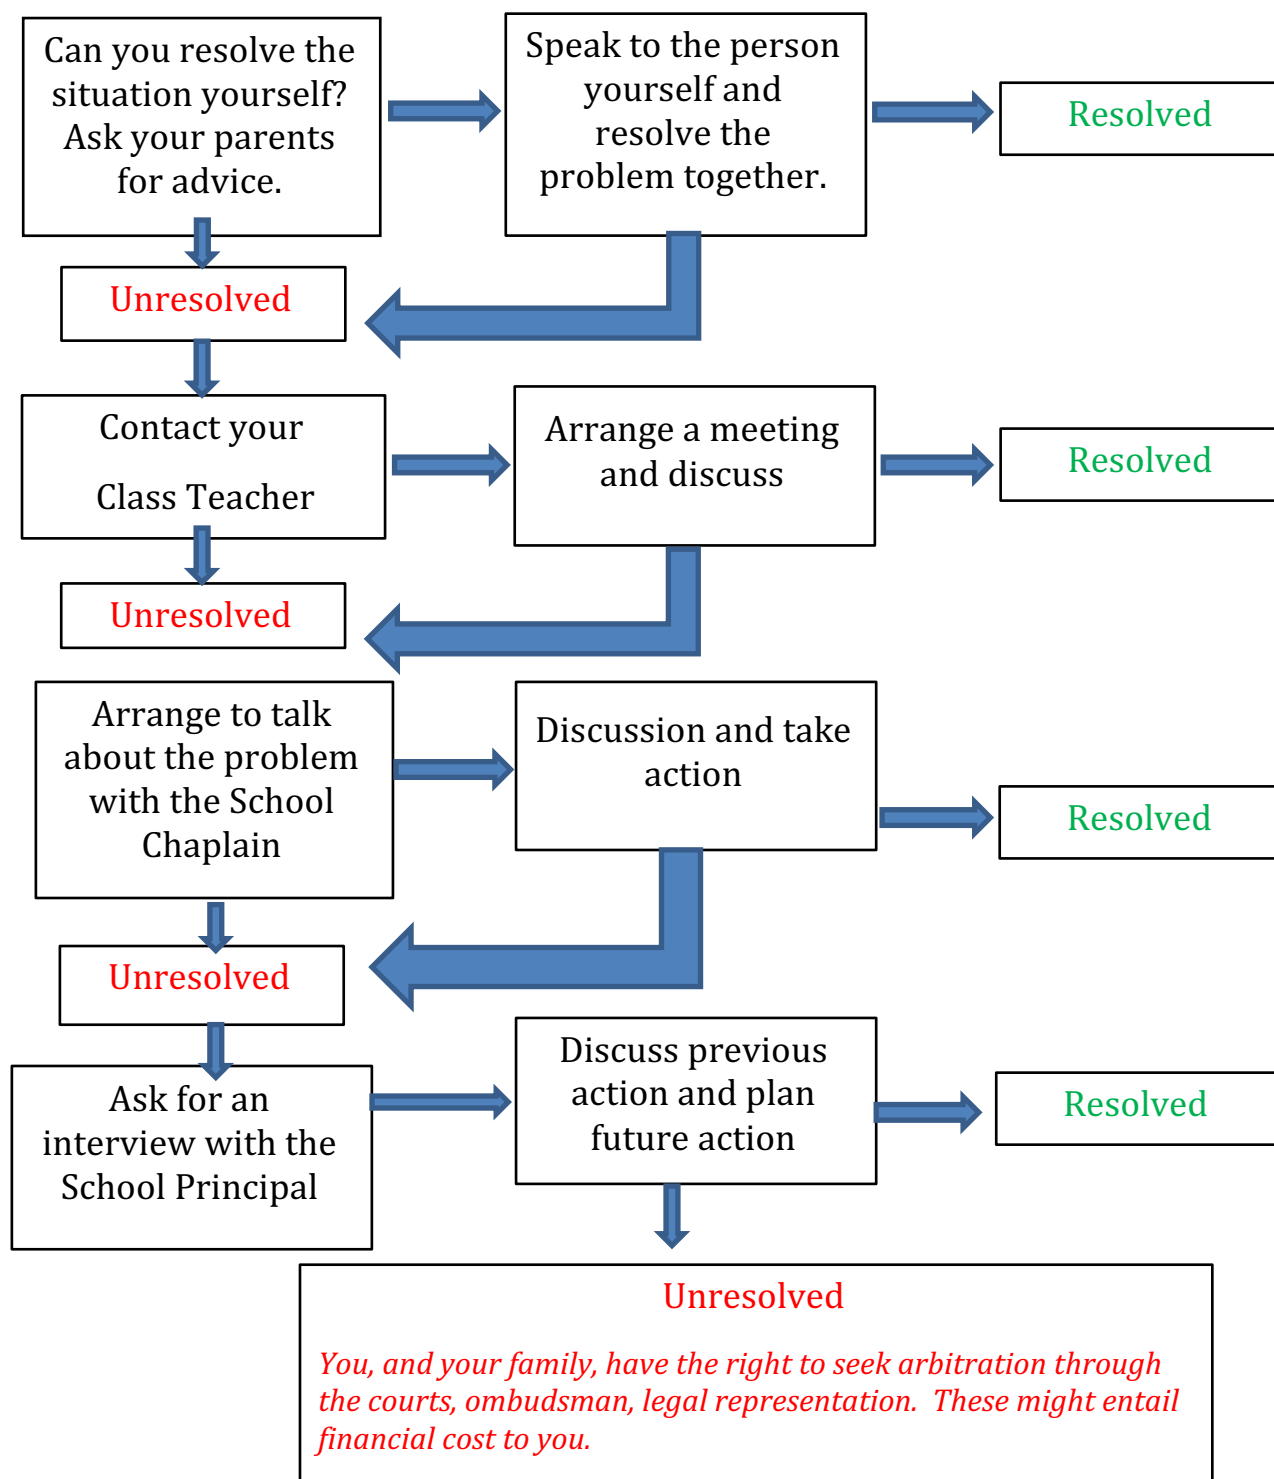 Can you resolve the
situation yourself?
Ask your parents
for advice.
Speak to the person
yourself and
resolve the
problem together.
Resolved
Unresolved
Contact your
Class Teacher
Arrange a meeting
and discuss
Resolved
Unresolved
Arrange to talk
about the problem
with the School
Chaplain
Discussion and take
action
Resolved
Unresolved
Ask for an
interview with the
School Principal
Discuss previous
action and plan
future action
Resolved
Unresolved
You, and your family, have the right to seek arbitration through
the courts, ombudsman, legal representation.  These might entail
financial cost to you.